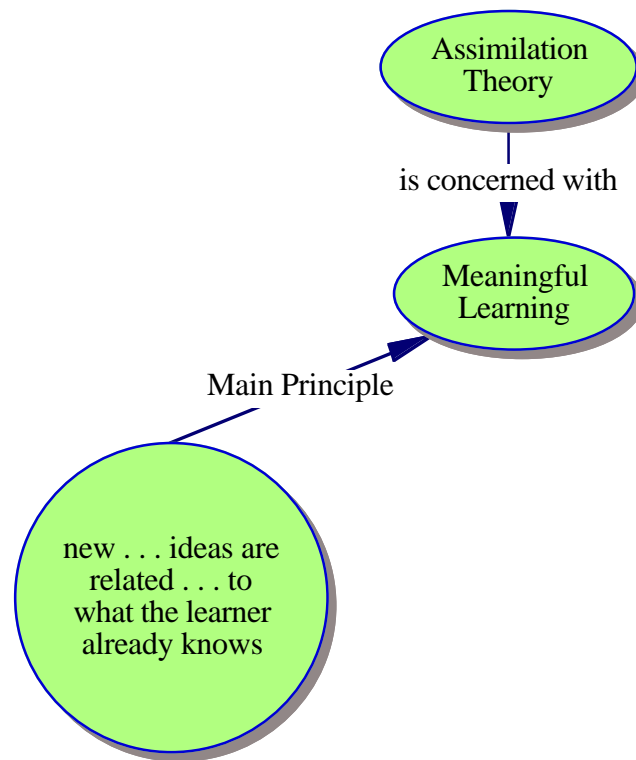 Assimilation
Theory
is concerned with
Meaningful
Learning
Main Principle
new . . . ideas are
related . . . to
what the learner
already knows